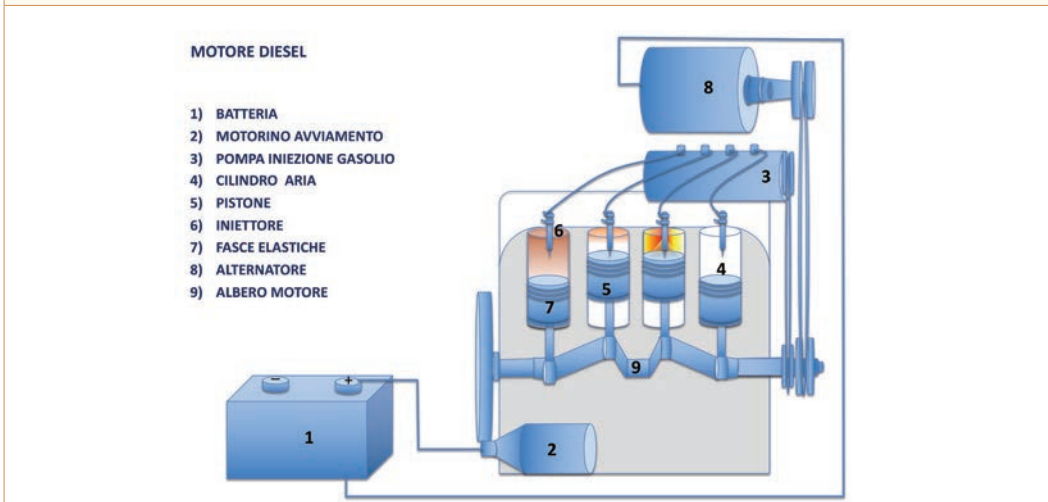 MOTORE DIESEL
1) BATTERIA
2) MOTORINO AVVIAMENTO
3) POMPA INIEZIONE GASOLIO
4) CILINDRO ARIA
5) PISTONE
6) INIETTORE
7) FASCE ELASTICHE
8) ALTERNATORE
9) ALBERO MOTORE
8
3
6
4
5
7
9
− +
1
2